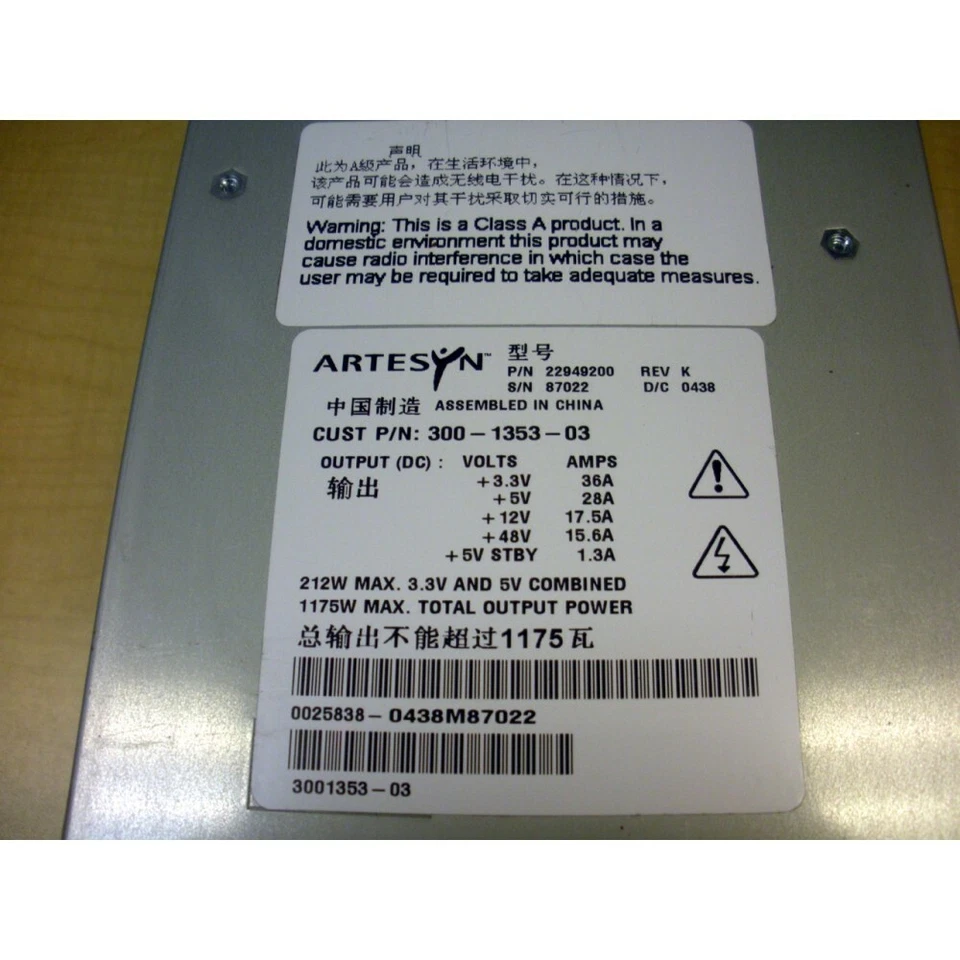 声明
此为A级产品，在生活环境中，
该产品可能会造成无线电干扰。在这种情况下，
可能需要用户对其干扰采取切实可行的措施。
Warning: This is a Class A product. In a
domestic environment this product may
cause radio interference in which case the
user may be required to take adequate measures.
ARTESYN™ 型号
P/N 22949200 REV K
S/N 87022 D/C 0438
中国制造 ASSEMBLED IN CHINA
CUST P/N: 300-1353-03
OUTPUT (DC) : VOLTS AMPS
输出 +3.3V 36A
+5V 28A
+12V 17.5A
+48V 15.6A
+5V STBY 1.3A
212W MAX. 3.3V AND 5V COMBINED
1175W MAX. TOTAL OUTPUT POWER
总输出不能超过1175瓦
0025838-0438M87022
3001353-03